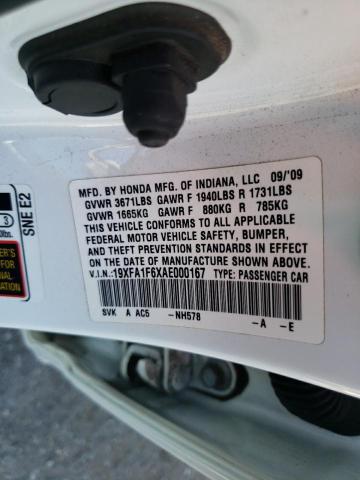 MFD. BY HONDA MFG. OF INDIANA, LLC 09/'09
GVWR 3671LBS GAWR F 1940LBS R 1731LBS
GVWR 1665KG GAWR F 880KG R 785KG
THIS VEHICLE CONFORMS TO ALL APPLICABLE
FEDERAL MOTOR VEHICLE SAFETY, BUMPER,
AND THEFT PREVENTION STANDARDS IN EFFECT
ON THE DATE OF MANUFACTURE SHOWN ABOVE.
V.I.N.:19XFA1F6XAE000167 TYPE: PASSENGER CAR
SVK A AC5 -NH578 -A -E
SNE E2
3